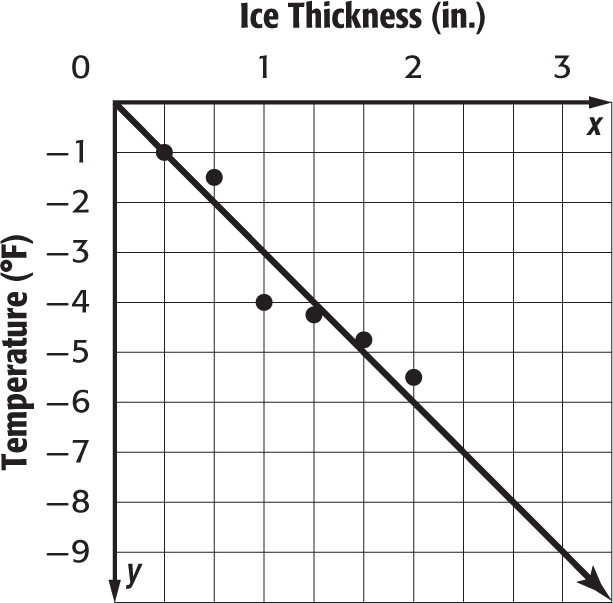 Ice Thickness (in.)
0 1 2 3
x
−1
−2
−3
−4
−5
−6
−7
−8
−9
Temperature (°F)
y